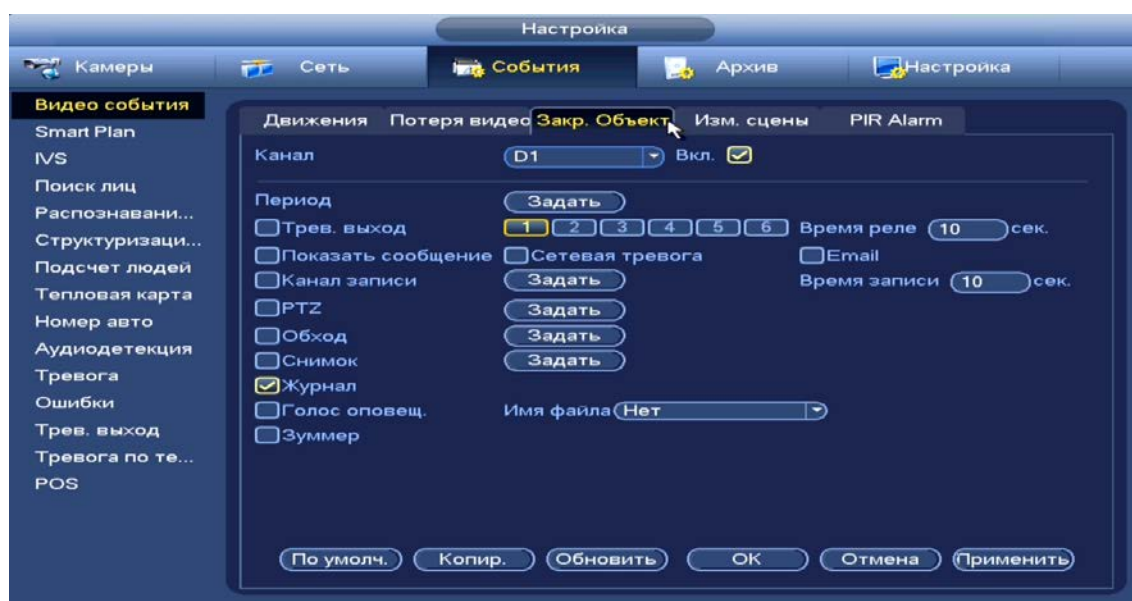 Настройка
Камеры Сеть События Архив Настройка
Видео события
Smart Plan
IVS
Поиск лиц
Распознавани...
Структуризаци...
Подсчет людей
Тепловая карта
Номер авто
Аудиодетекция
Тревога
Ошибки
Трев. выход
Тревога по те...
POS
Движения Потеря видео Закр. Объект Изм. сцены PIR Alarm
Канал D1 Вкл.
Период Задать
Трев. выход 1 2 3 4 5 6 Время реле 10 сек.
Показать сообщение Сетевая тревога Email
Канал записи Задать Время записи 10 сек.
PTZ Задать
Обход Задать
Снимок Задать
Журнал
Голос оповещ. Имя файла Нет
Зуммер
По умолч. Копир. Обновить OK Отмена Применить